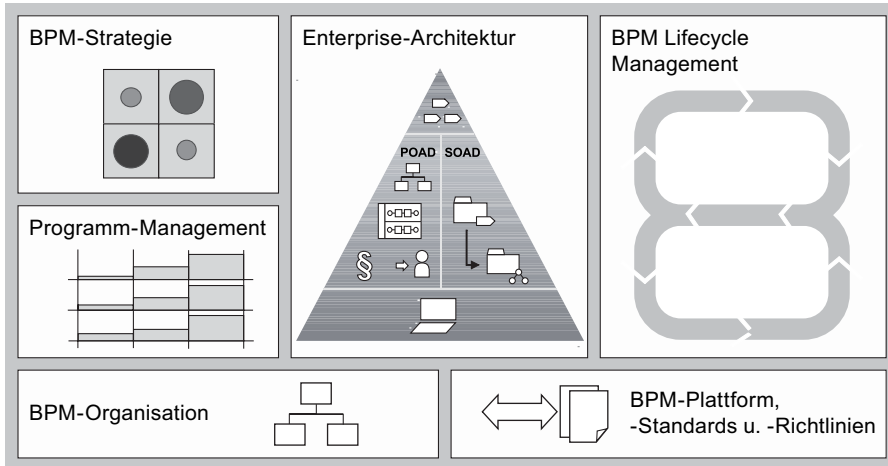 BPM-Strategie
Enterprise-Architektur
BPM Lifecycle
Management
POAD
SOAD
Programm-Management
§
BPM-Organisation
BPM-Plattform,
-Standards u. -Richtlinien